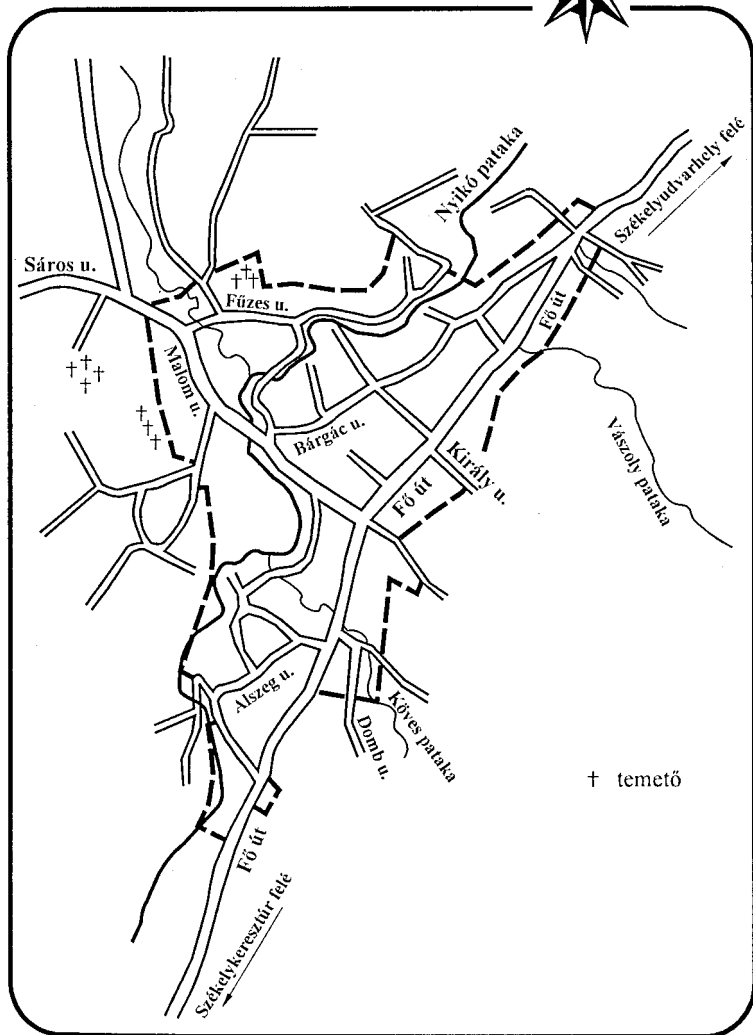 Székelyudvarhely felé
Nyikó pataka
Sáros u.
Fűzes u.
Fő út
Malom u.
Bárgác u.
Király u.
Fő út
Vászoly pataka
Alszeg u.
Domb u.
Köves pataka
† temető
Fő út
Székelykeresztúr felé